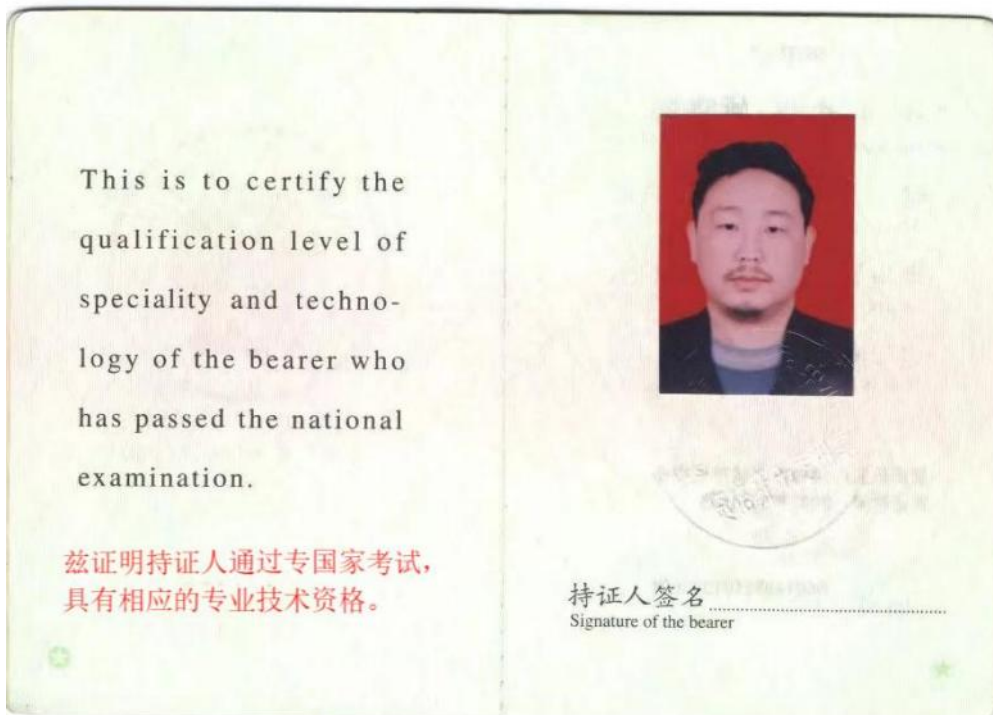 This is to certify the
qualification level of
speciality and techno-
logy of the bearer who
has passed the national
examination.
兹证明持证人通过专国家考试，
具有相应的专业技术资格。
持证人签名
Signature of the bearer